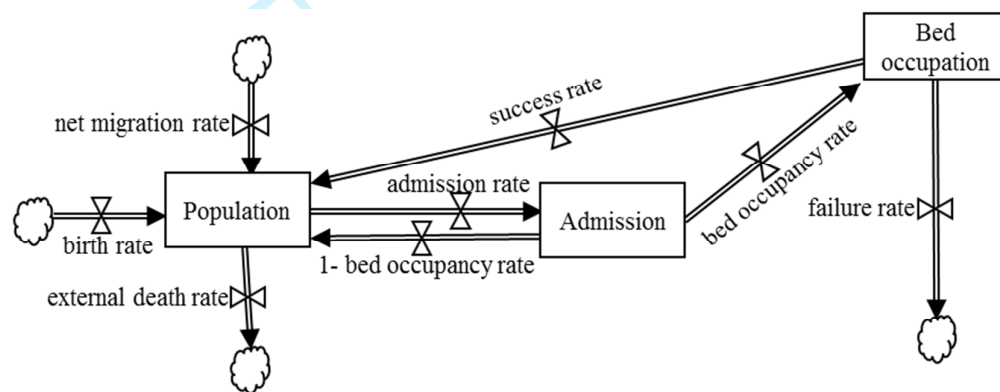 Bed
occupation
success rate
net migration rate
admission rate
Population
Admission
bed occupancy rate
failure rate
birth rate
1- bed occupancy rate
external death rate